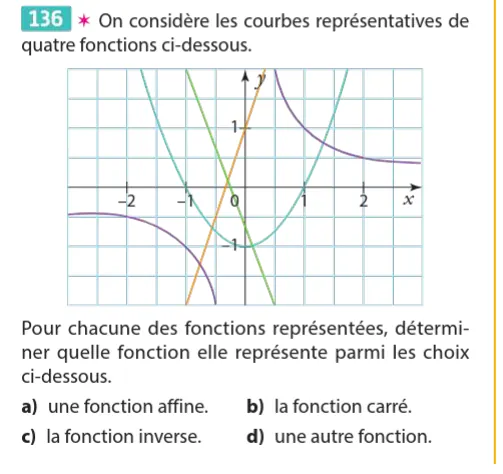 136 ★ On considère les courbes représentatives de
quatre fonctions ci-dessous.
y
1
−2 −1 0 1 2 x
−1
Pour chacune des fonctions représentées, détermi-
ner quelle fonction elle représente parmi les choix
ci-dessous.
a) une fonction affine. b) la fonction carré.
c) la fonction inverse. d) une autre fonction.